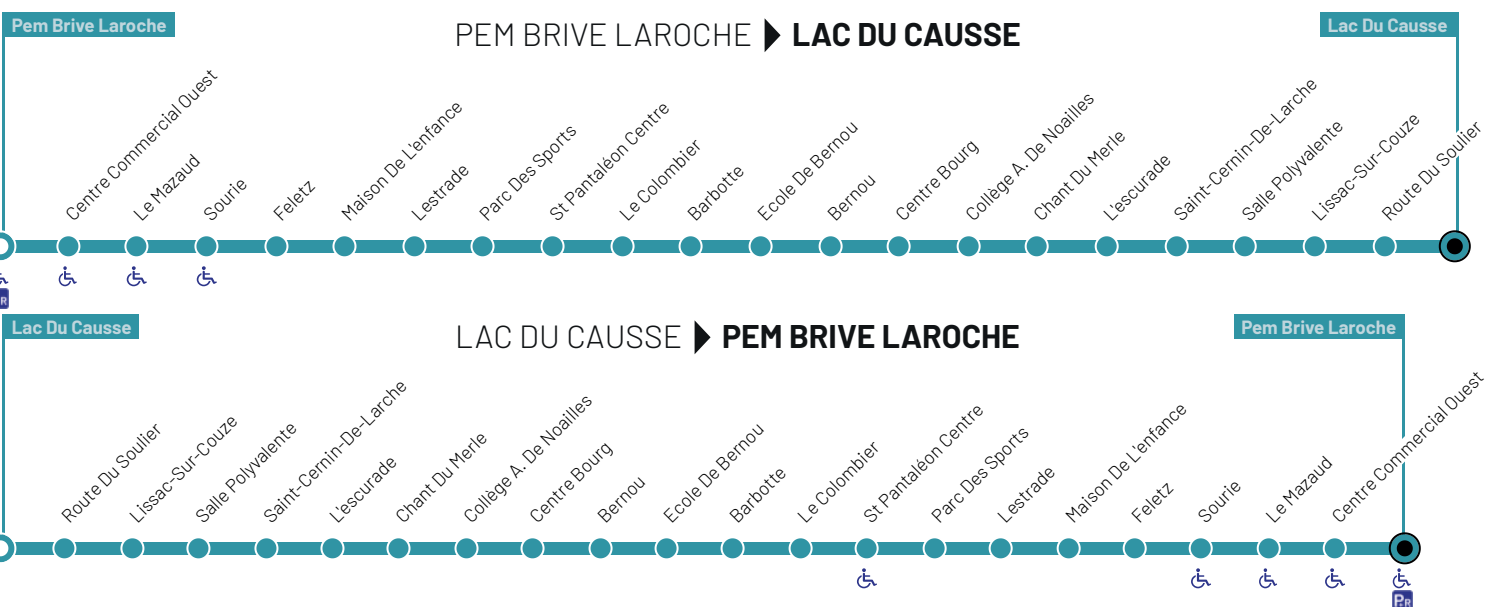 Pem Brive Laroche
PEM BRIVE LAROCHE LAC DU CAUSSE
Lac Du Causse
Centre Commercial Ouest
Le Mazaud
Sourie
Feletz
Maison De L'enfance
Lestrade
Parc Des Sports
St Pantaléon Centre
Le Colombier
Barbotte
Ecole De Bernou
Bernou
Centre Bourg
Collège A. De Noailles
Chant Du Merle
L'escurade
Saint-Cernin-De-Larche
Salle Polyvalente
Lissac-Sur-Couze
Route Du Soulier
R
Lac Du Causse
LAC DU CAUSSE PEM BRIVE LAROCHE
Pem Brive Laroche
Route Du Soulier
Lissac-Sur-Couze
Salle Polyvalente
Saint-Cernin-De-Larche
L'escurade
Chant Du Merle
Collège A. De Noailles
Centre Bourg
Bernou
Ecole De Bernou
Barbotte
Le Colombier
St Pantaléon Centre
Parc Des Sports
Lestrade
Maison De L'enfance
Feletz
Sourie
Le Mazaud
Centre Commercial Ouest
P+R